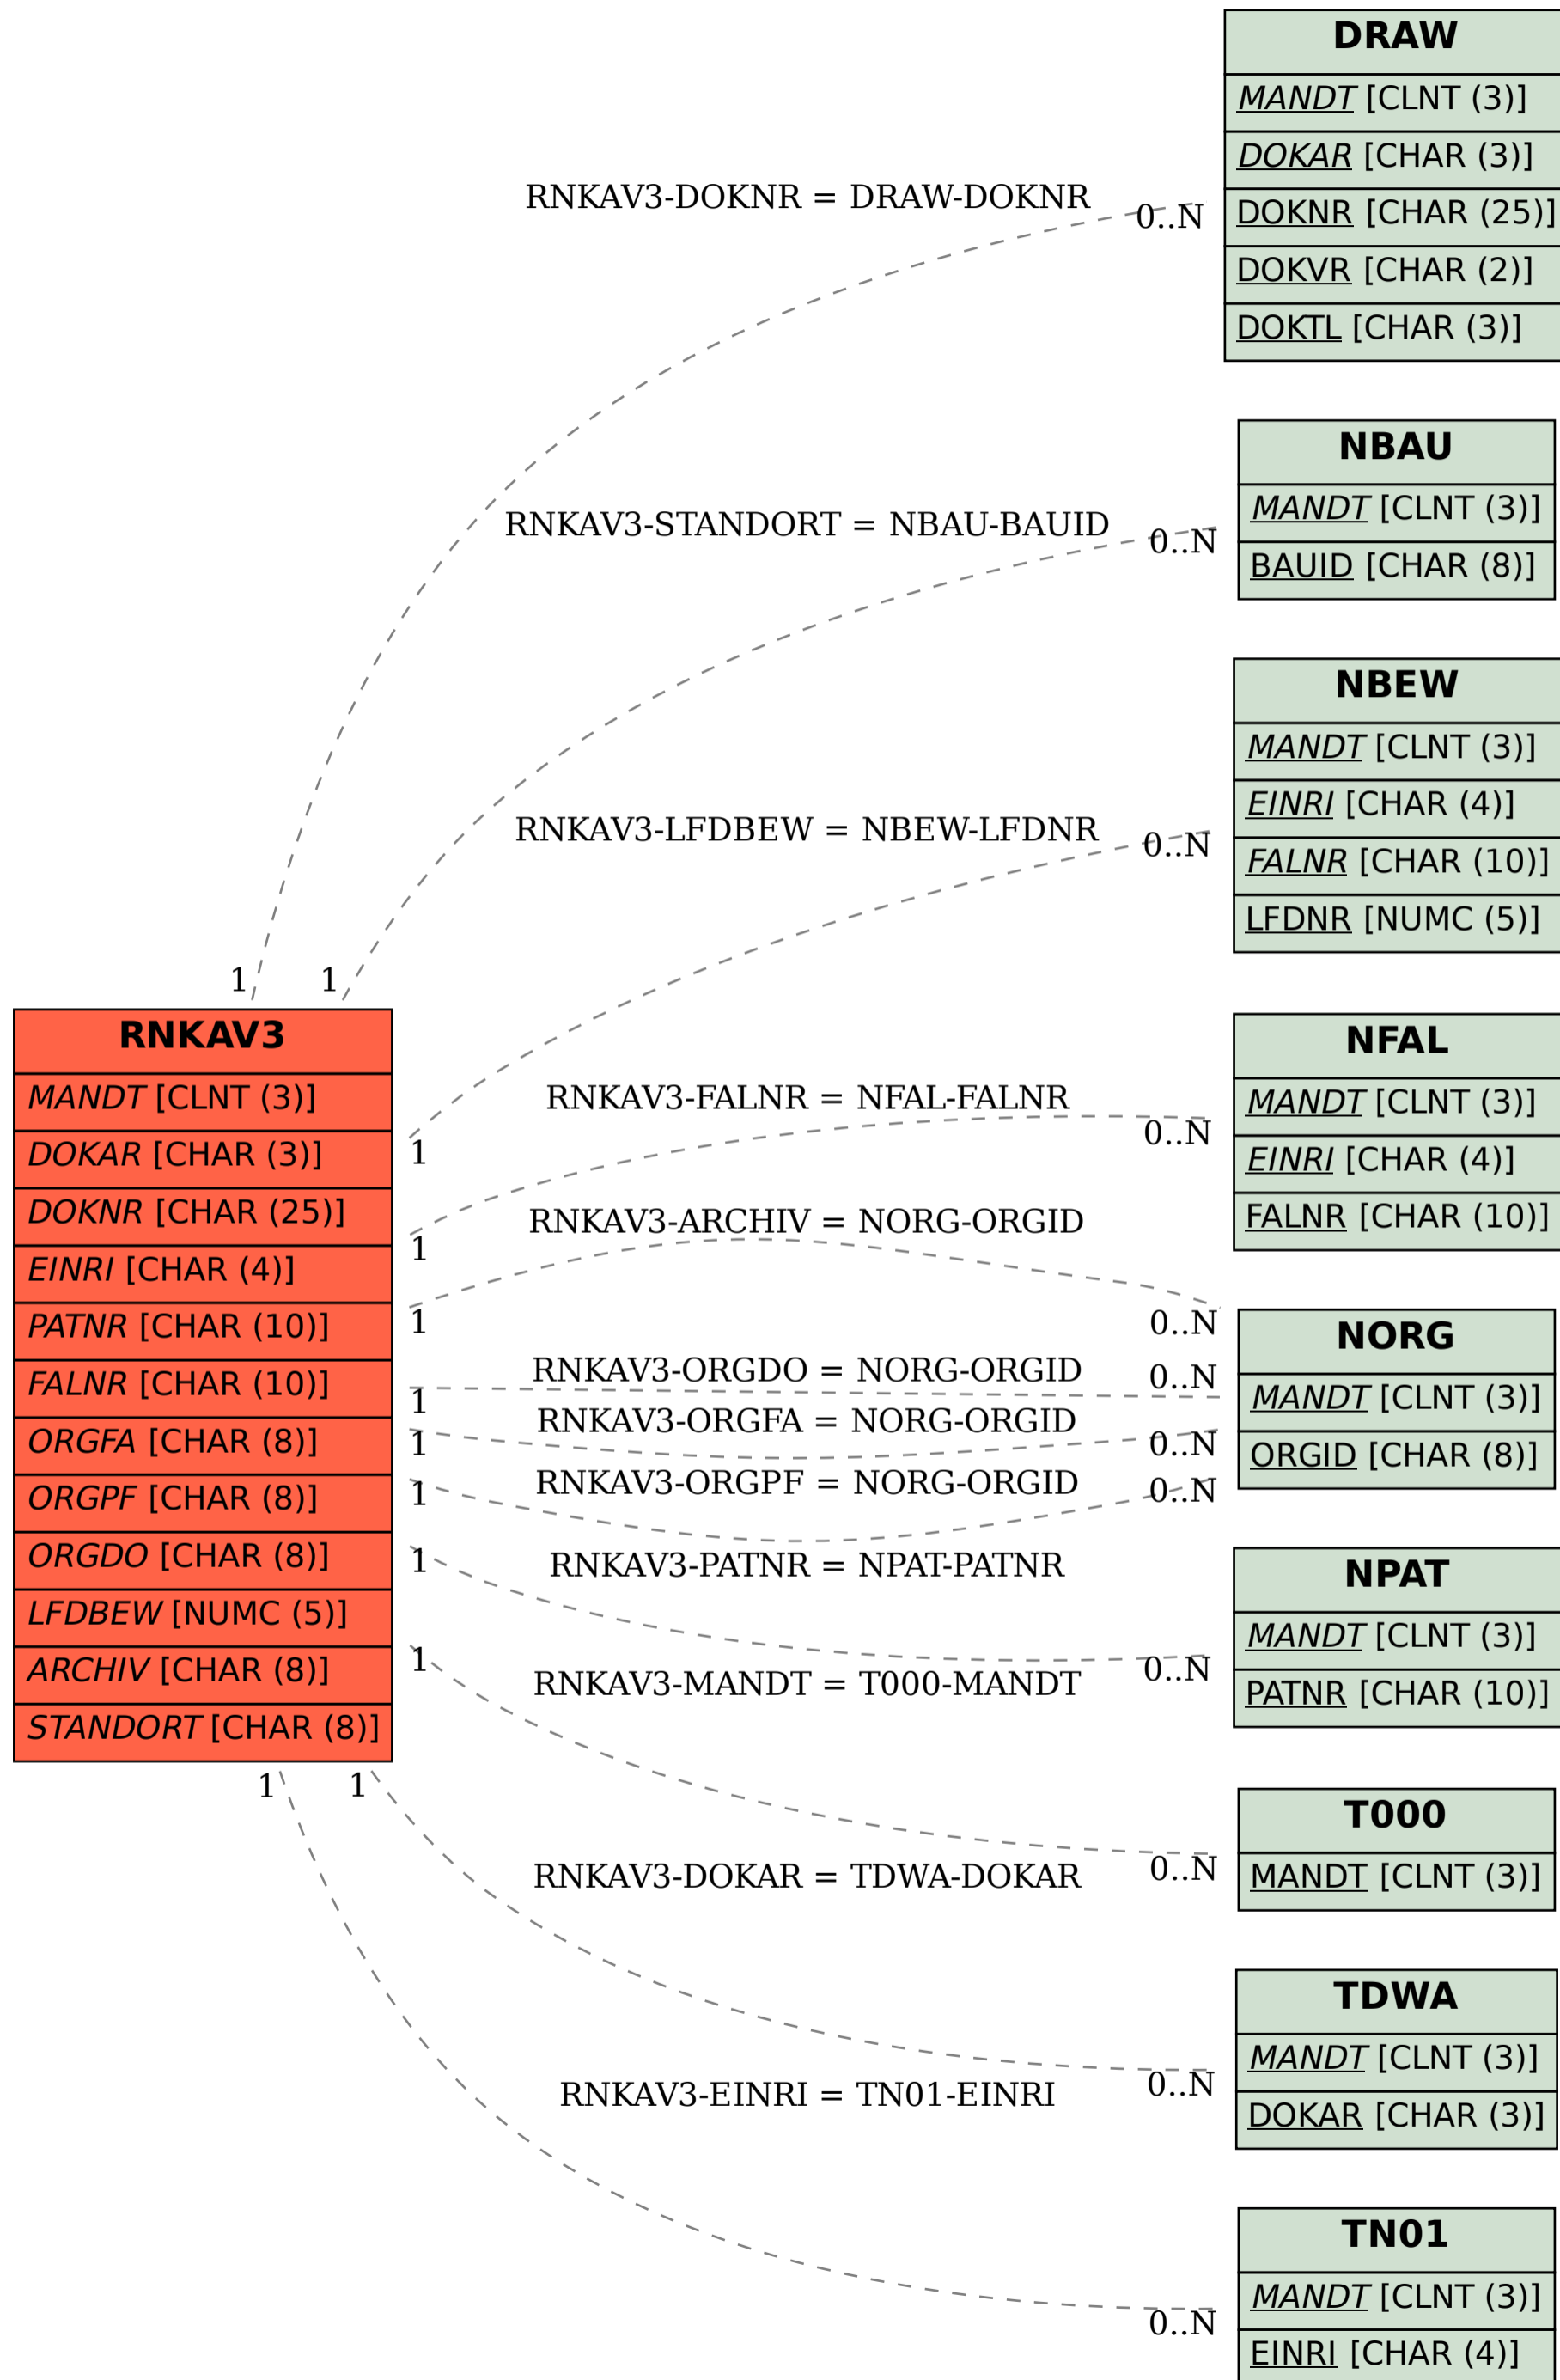 DRAW
MANDT [CLNT (3)]
DOKAR [CHAR (3)]
DOKNR [CHAR (25)]
DOKVR [CHAR (2)]
DOKTL [CHAR (3)]
RNKAV3-DOKNR = DRAW-DOKNR
0..N
1
NBAU
MANDT [CLNT (3)]
BAUID [CHAR (8)]
RNKAV3-STANDORT = NBAU-BAUID
0..N
1
NBEW
MANDT [CLNT (3)]
EINRI [CHAR (4)]
FALNR [CHAR (10)]
LFDNR [NUMC (5)]
RNKAV3-LFDBEW = NBEW-LFDNR
0..N
1
RNKAV3
MANDT [CLNT (3)]
DOKAR [CHAR (3)]
DOKNR [CHAR (25)]
EINRI [CHAR (4)]
PATNR [CHAR (10)]
FALNR [CHAR (10)]
ORGFA [CHAR (8)]
ORGPF [CHAR (8)]
ORGDO [CHAR (8)]
LFDBEW [NUMC (5)]
ARCHIV [CHAR (8)]
STANDORT [CHAR (8)]
NFAL
MANDT [CLNT (3)]
EINRI [CHAR (4)]
FALNR [CHAR (10)]
RNKAV3-FALNR = NFAL-FALNR
0..N
1
RNKAV3-ARCHIV = NORG-ORGID
0..N
1
NORG
MANDT [CLNT (3)]
ORGID [CHAR (8)]
RNKAV3-ORGDO = NORG-ORGID
0..N
1
RNKAV3-ORGFA = NORG-ORGID
0..N
1
RNKAV3-ORGPF = NORG-ORGID
0..N
1
NPAT
MANDT [CLNT (3)]
PATNR [CHAR (10)]
RNKAV3-PATNR = NPAT-PATNR
0..N
1
T000
MANDT [CLNT (3)]
RNKAV3-MANDT = T000-MANDT
0..N
1
TDWA
MANDT [CLNT (3)]
DOKAR [CHAR (3)]
RNKAV3-DOKAR = TDWA-DOKAR
0..N
1
TN01
MANDT [CLNT (3)]
EINRI [CHAR (4)]
RNKAV3-EINRI = TN01-EINRI
0..N
1